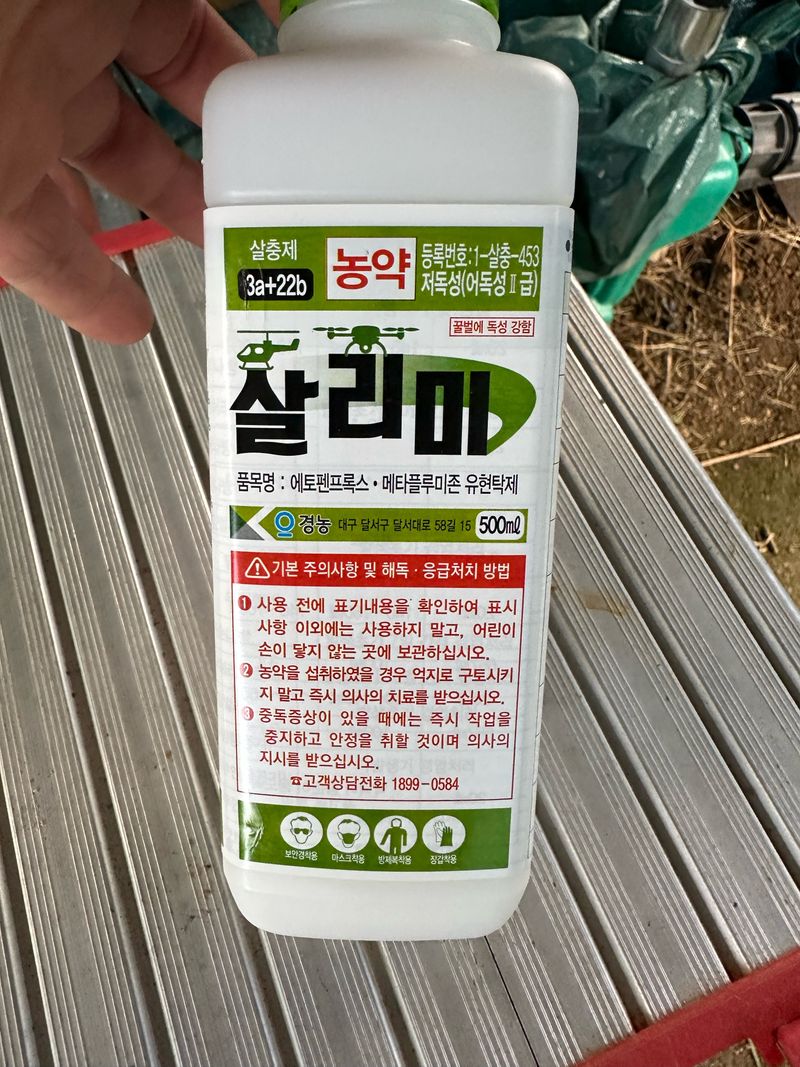 살충제
3a+22b
농약
등록번호:1-살충-453
저독성(어독성Ⅱ급)
꿀벌에 독성 강함
살리미
품목명 : 에토펜프록스 · 메타플루미존 유현탁제
경농 대구 달서구 달서대로 58길 15 500ml
기본 주의사항 및 해독 · 응급처치 방법
1 사용 전에 표기내용을 확인하여 표시
사항 이외에는 사용하지 말고, 어린이
손이 닿지 않는 곳에 보관하십시오.
2 농약을 섭취하였을 경우 억지로 구토시키
지 말고 즉시 의사의 치료를 받으십시오.
3 중독증상이 있을 때에는 즉시 작업을
중지하고 안정을 취할 것이며 의사의
지시를 받으십시오.
☎고객상담전화 1899-0584
보안경착용 마스크착용 방제복착용 장갑착용